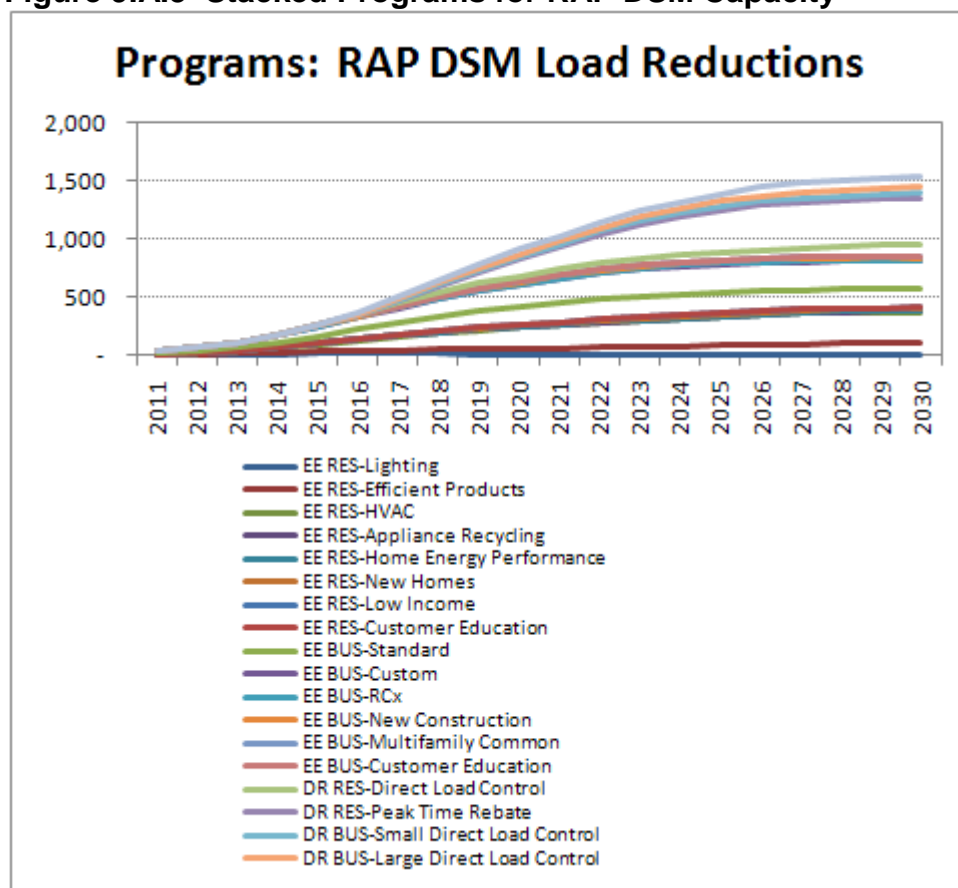 Programs: RAP DSM Load Reductions
2,000
1,500
1,000
500
-
2011 2012 2013 2014 2015 2016 2017 2018 2019 2020 2021 2022 2023 2024 2025 2026 2027 2028 2029 2030
EE RES-Lighting
EE RES-Efficient Products
EE RES-HVAC
EE RES-Appliance Recycling
EE RES-Home Energy Performance
EE RES-New Homes
EE RES-Low Income
EE RES-Customer Education
EE BUS-Standard
EE BUS-Custom
EE BUS-RCx
EE BUS-New Construction
EE BUS-Multifamily Common
EE BUS-Customer Education
DR RES-Direct Load Control
DR RES-Peak Time Rebate
DR BUS-Small Direct Load Control
DR BUS-Large Direct Load Control